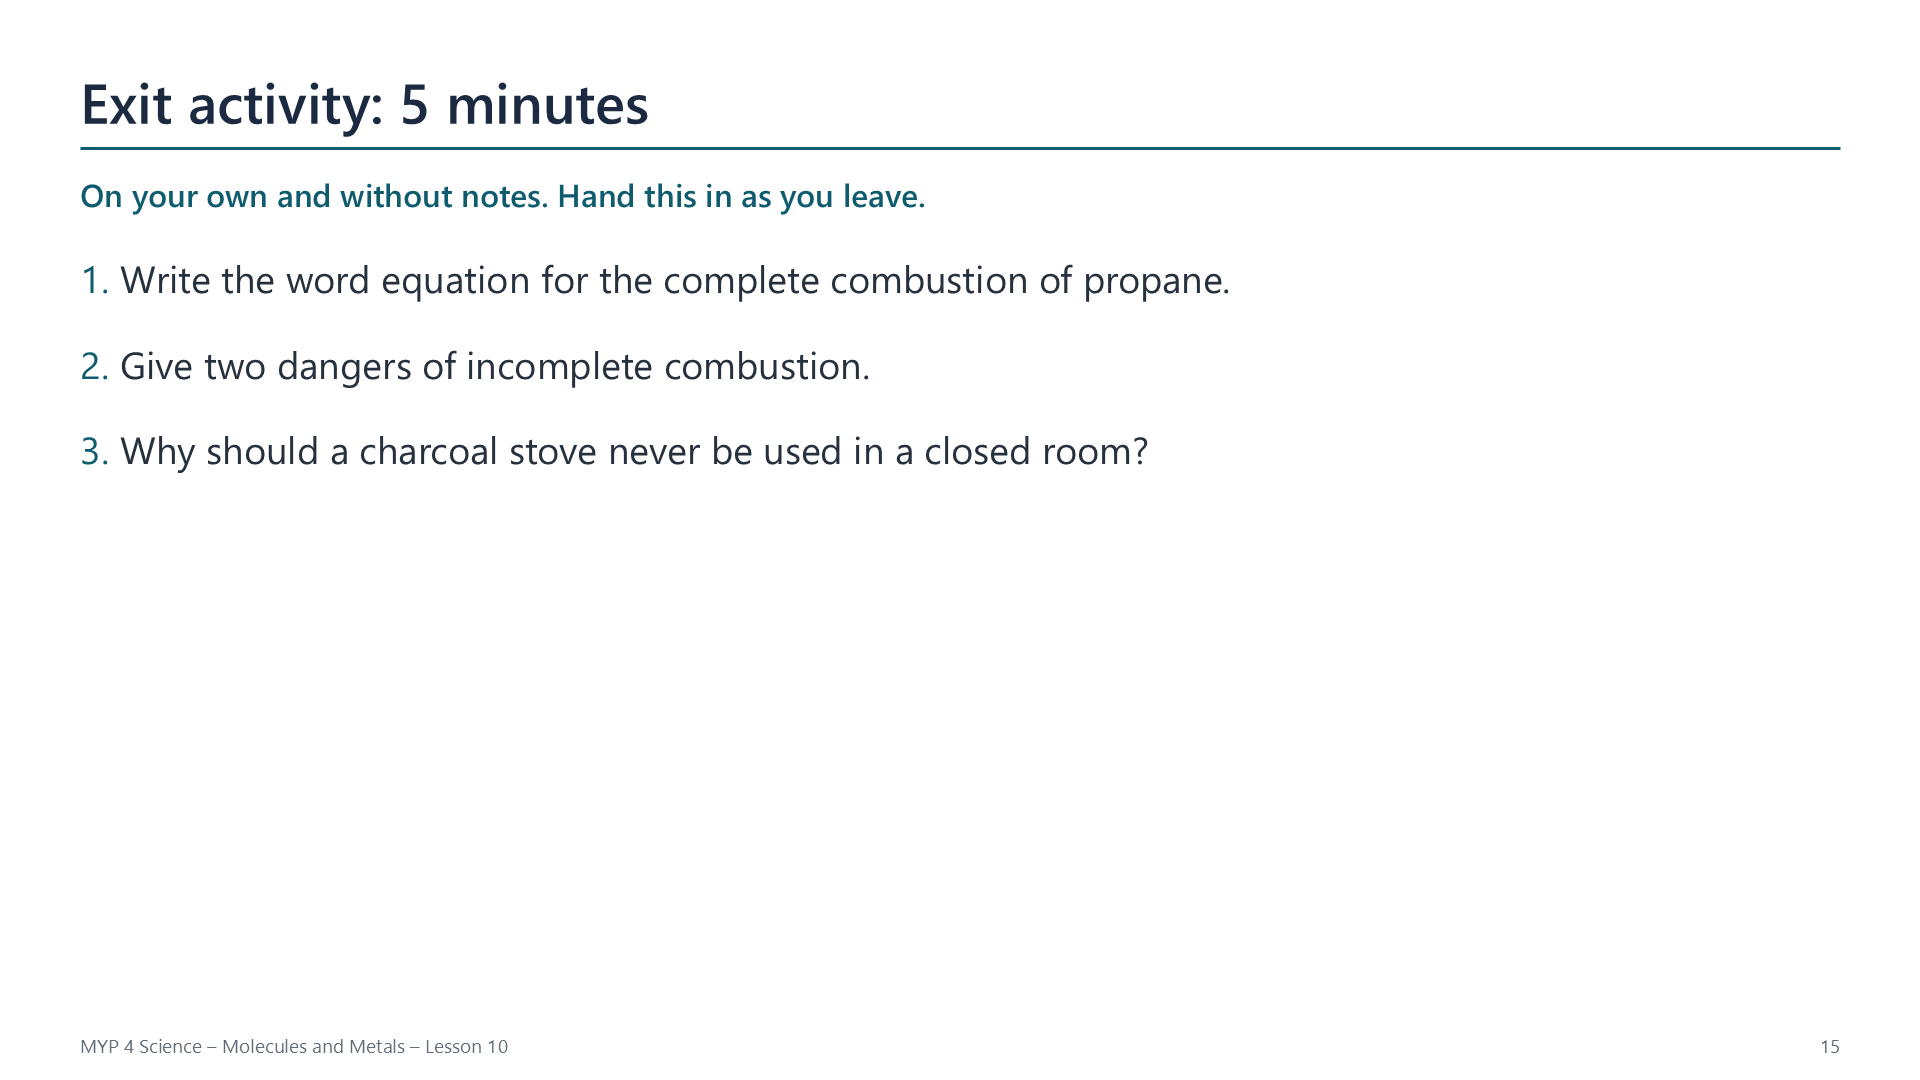 Exit activity: 5 minutes
On your own and without notes. Hand this in as you leave.
1. Write the word equation for the complete combustion of propane.
2. Give two dangers of incomplete combustion.
3. Why should a charcoal stove never be used in a closed room?
MYP 4 Science – Molecules and Metals – Lesson 10
15